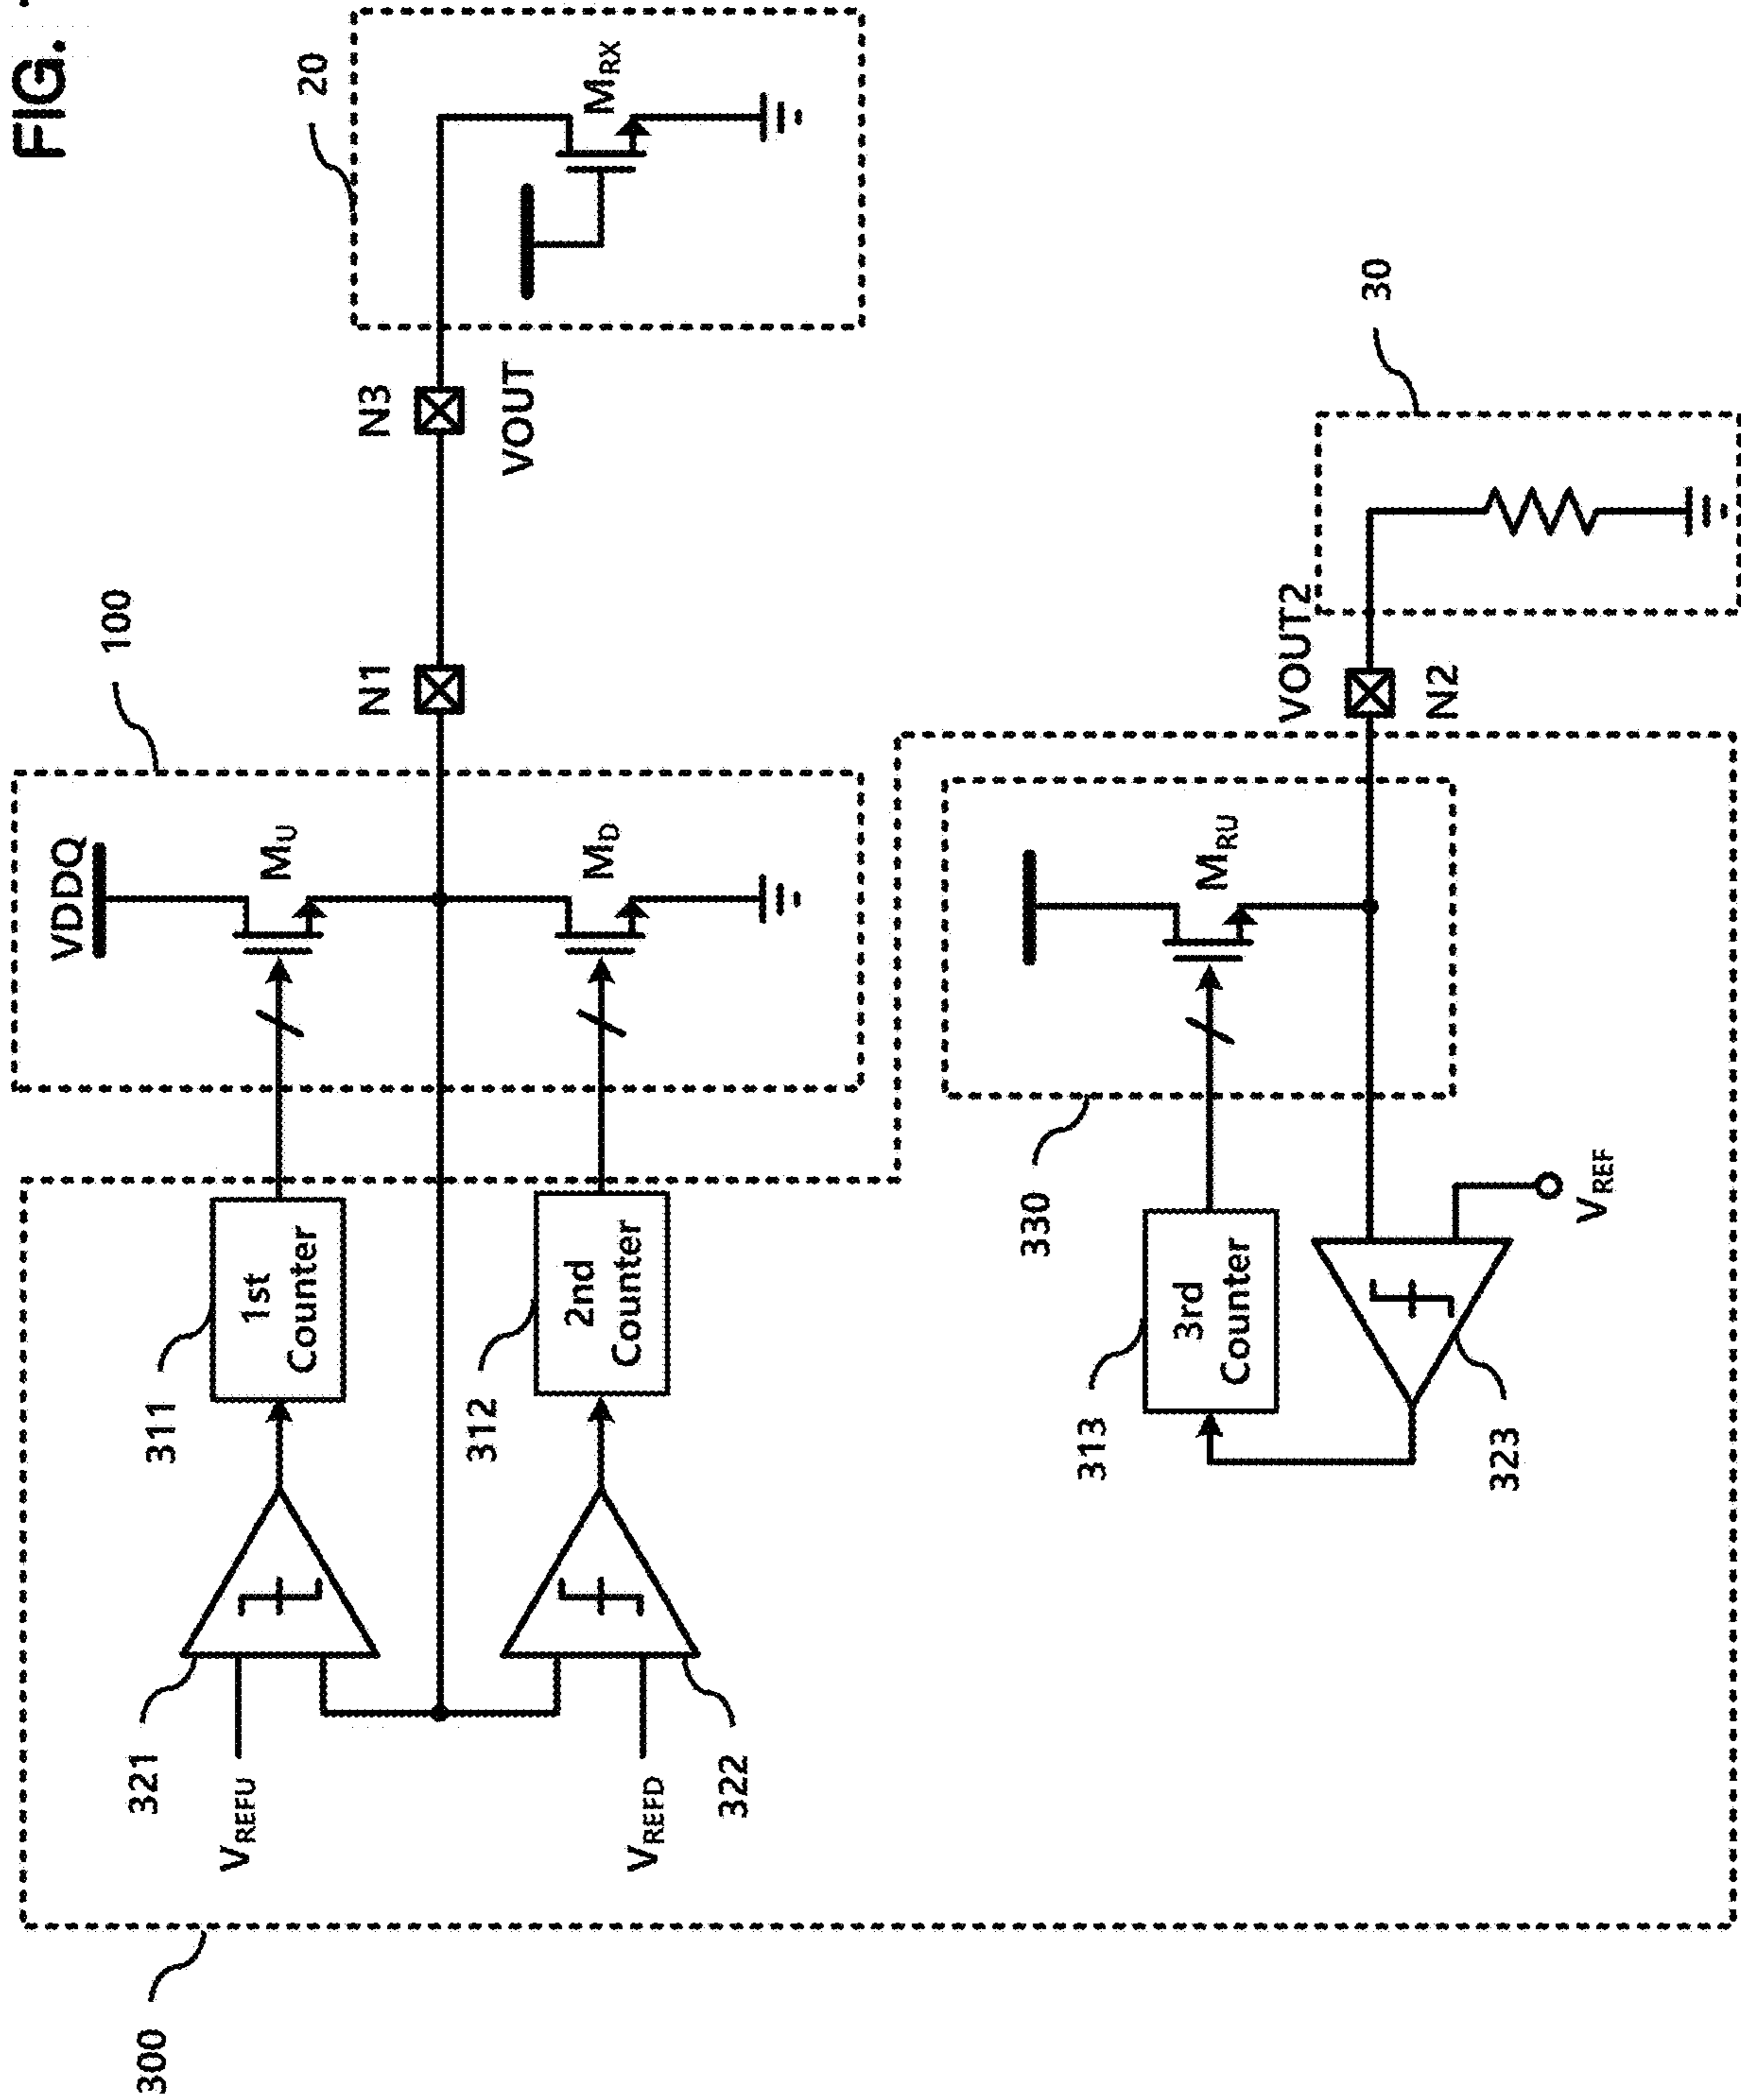 FIG.
300
321
VREFU
311
1st
Counter
VDDQ
MU
100
N1
N3
VOUT
20
MRX
322
VREFD
312
2nd
Counter
MD
330
313
3rd
Counter
323
VREF
MRU
VOUT2
N2
30